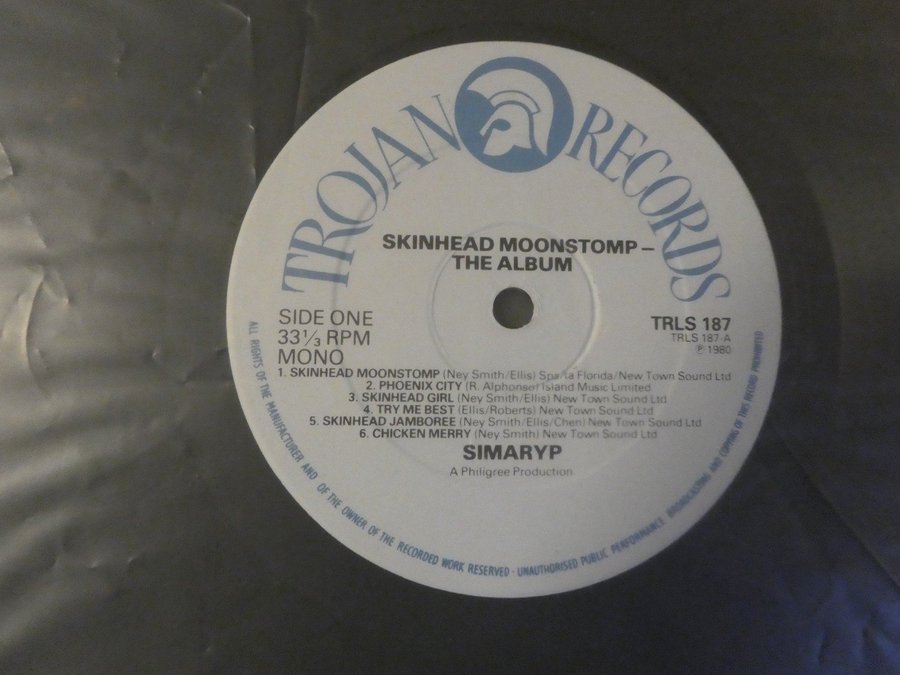 TROJAN RECORDS
SKINHEAD MOONSTOMP –
THE ALBUM
SIDE ONE
33⅓ RPM
MONO
TRLS 187
TRLS 187-A
℗ 1980
1. SKINHEAD MOONSTOMP (Ney Smith/Ellis) Sparta Florida/New Town Sound Ltd
2. PHOENIX CITY (R. Alphonse) Island Music Limited
3. SKINHEAD GIRL (Ney Smith/Ellis) New Town Sound Ltd
4. TRY ME BEST (Ellis/Roberts) New Town Sound Ltd
5. SKINHEAD JAMBOREE (Ney Smith/Ellis/Chen) New Town Sound Ltd
6. CHICKEN MERRY (Ney Smith) New Town Sound Ltd
SIMARYP
A Philigree Production
ALL RIGHTS OF THE MANUFACTURER AND OF THE OWNER OF THE RECORDED WORK RESERVED · UNAUTHORISED PUBLIC PERFORMANCE BROADCASTING AND COPYING OF THIS RECORD PROHIBITED